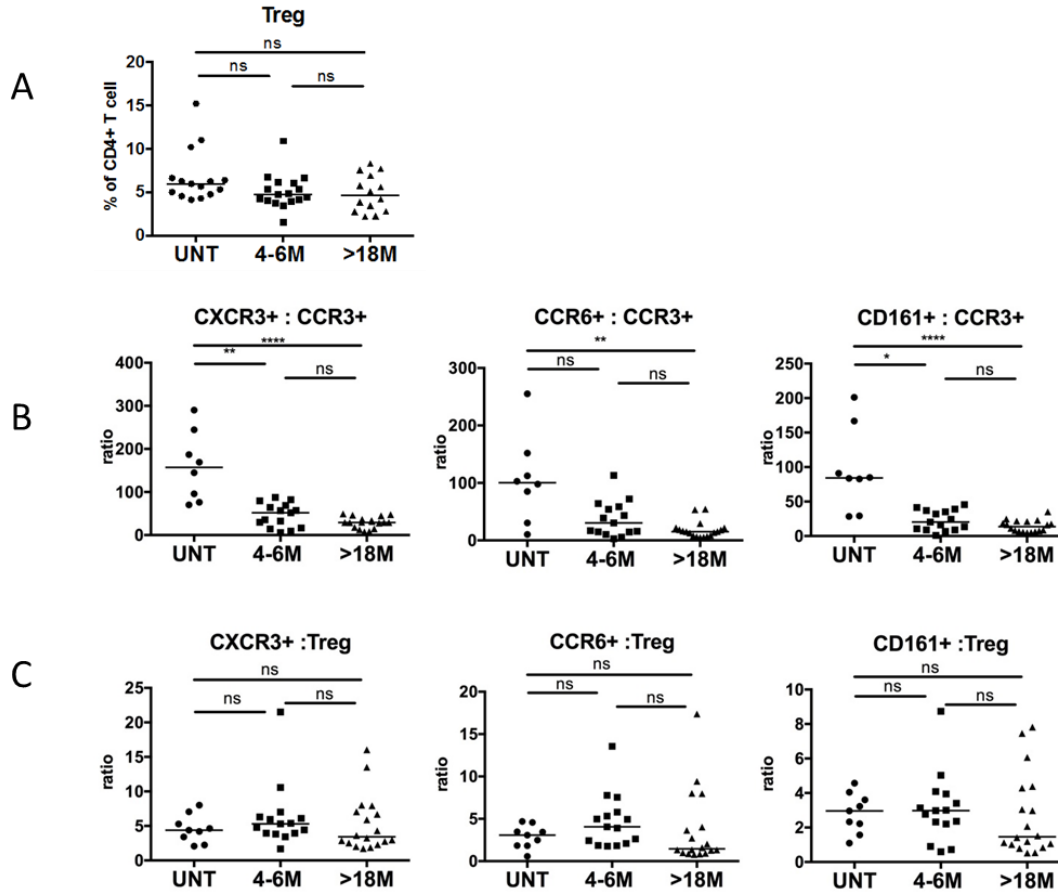 Treg
A
% of CD4+ T cell
20
15
10
5
0
ns
ns
ns
UNT 4-6M >18M
B
CXCR3+ : CCR3+
ratio
400
300
200
100
0
****
**
ns
UNT 4-6M >18M
CCR6+ : CCR3+
ratio
300
200
100
0
**
ns
ns
UNT 4-6M >18M
CD161+ : CCR3+
ratio
250
200
150
100
50
0
****
*
ns
UNT 4-6M >18M
C
CXCR3+ :Treg
ratio
25
20
15
10
5
0
ns
ns
ns
UNT 4-6M >18M
CCR6+ :Treg
ratio
20
15
10
5
0
ns
ns
ns
UNT 4-6M >18M
CD161+ :Treg
ratio
10
8
6
4
2
0
ns
ns
ns
UNT 4-6M >18M